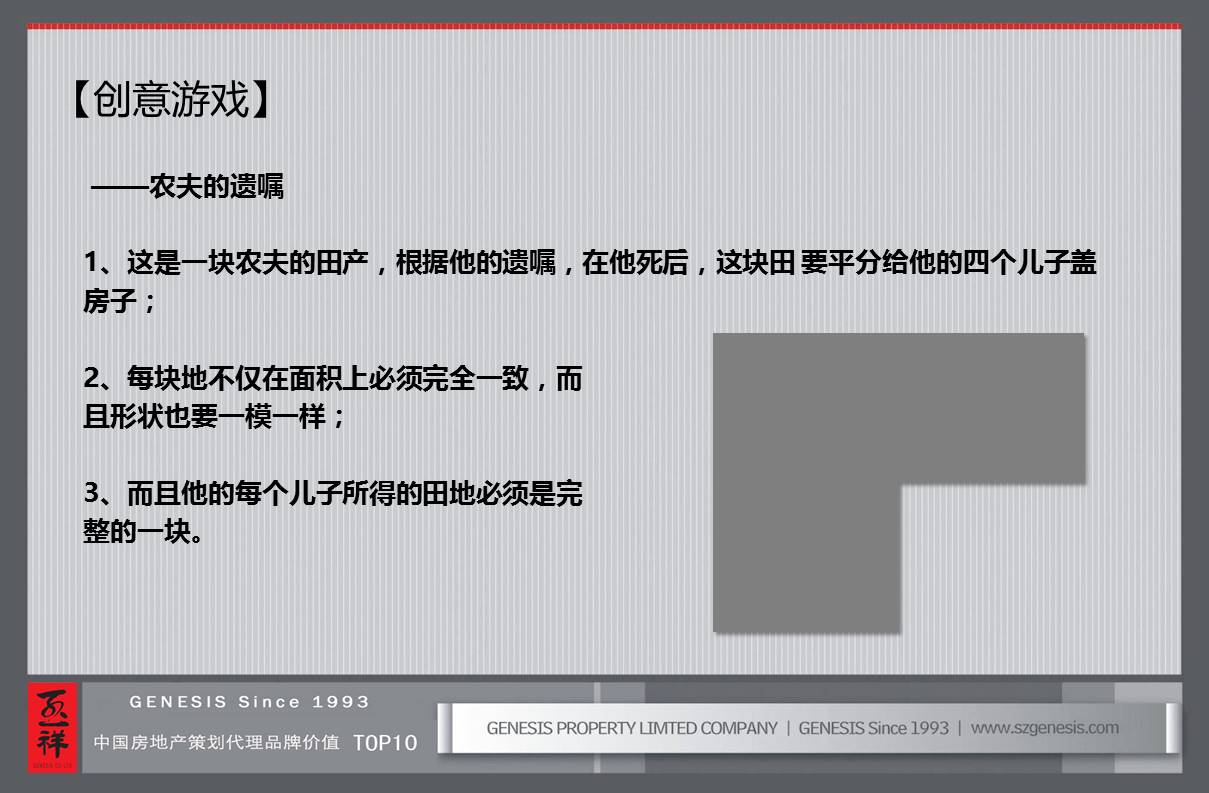 【创意游戏】
——农夫的遗嘱
1、这是一块农夫的田产，根据他的遗嘱，在他死后，这块田 要平分给他的四个儿子盖
房子；
2、每块地不仅在面积上必须完全一致，而
且形状也要一模一样；
3、而且他的每个儿子所得的田地必须是完
整的一块。
GENESIS Since 1993
中国房地产策划代理品牌价值 TOP10
GENESIS PROPERTY LIMTED COMPANY | GENESIS Since 1993 | www.szgenesis.com